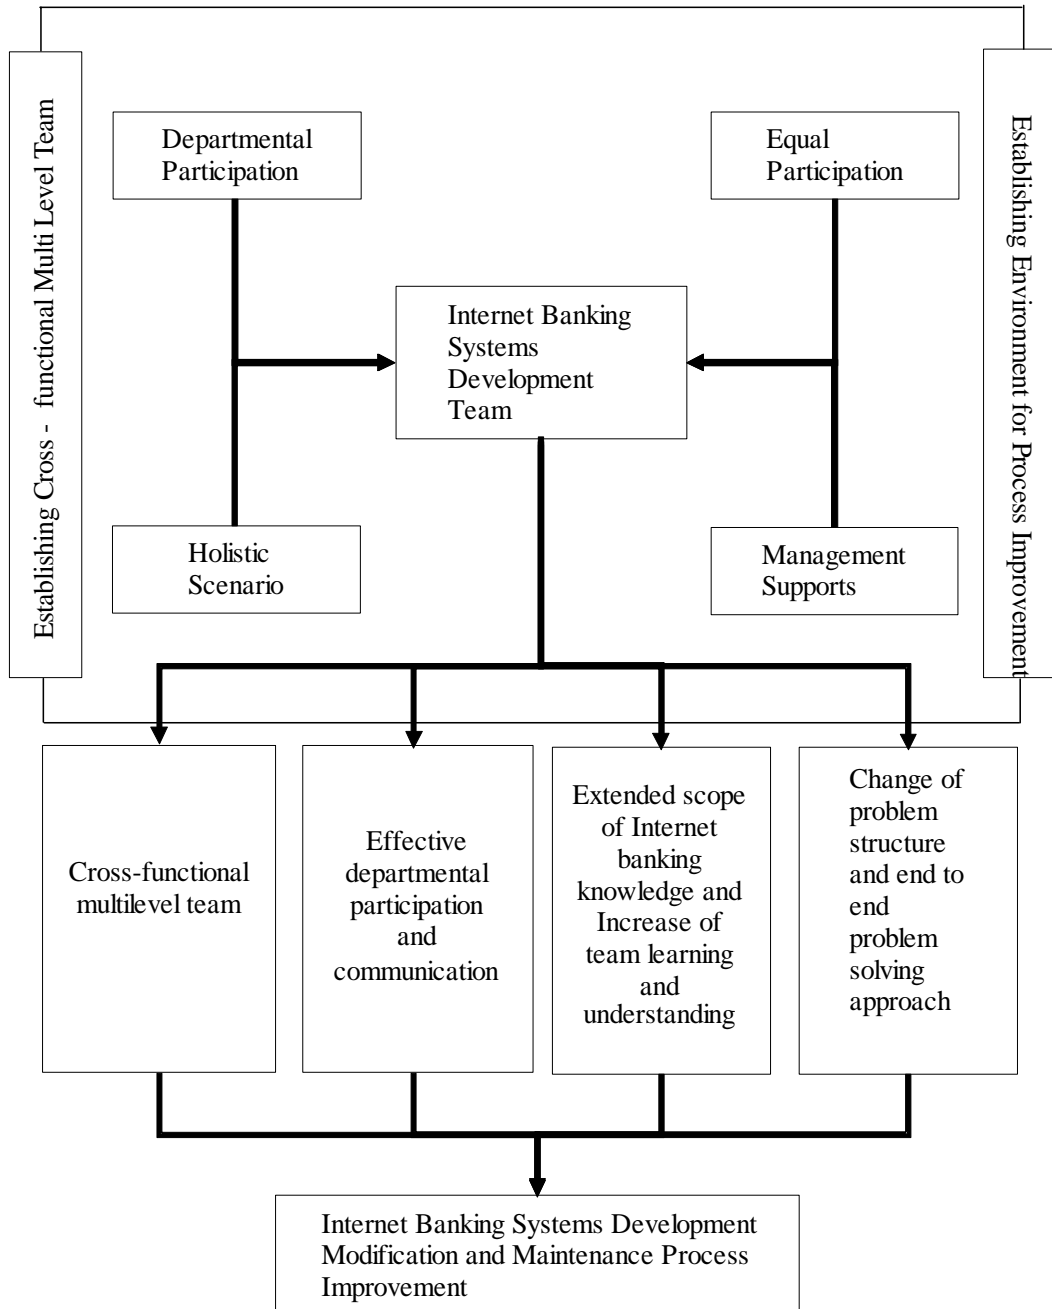 Establishing Cross - functional Multi Level Team
Departmental
Participation
Equal
Participation
Establishing Environment for Process Improvement
Internet Banking
Systems
Development
Team
Holistic
Scenario
Management
Supports
Cross-functional
multilevel team
Effective
departmental
participation
and
communication
Extended scope
of Internet
banking
knowledge and
Increase of
team learning
and
understanding
Change of
problem
structure
and end to
end
problem
solving
approach
Internet Banking Systems Development
Modification and Maintenance Process
Improvement